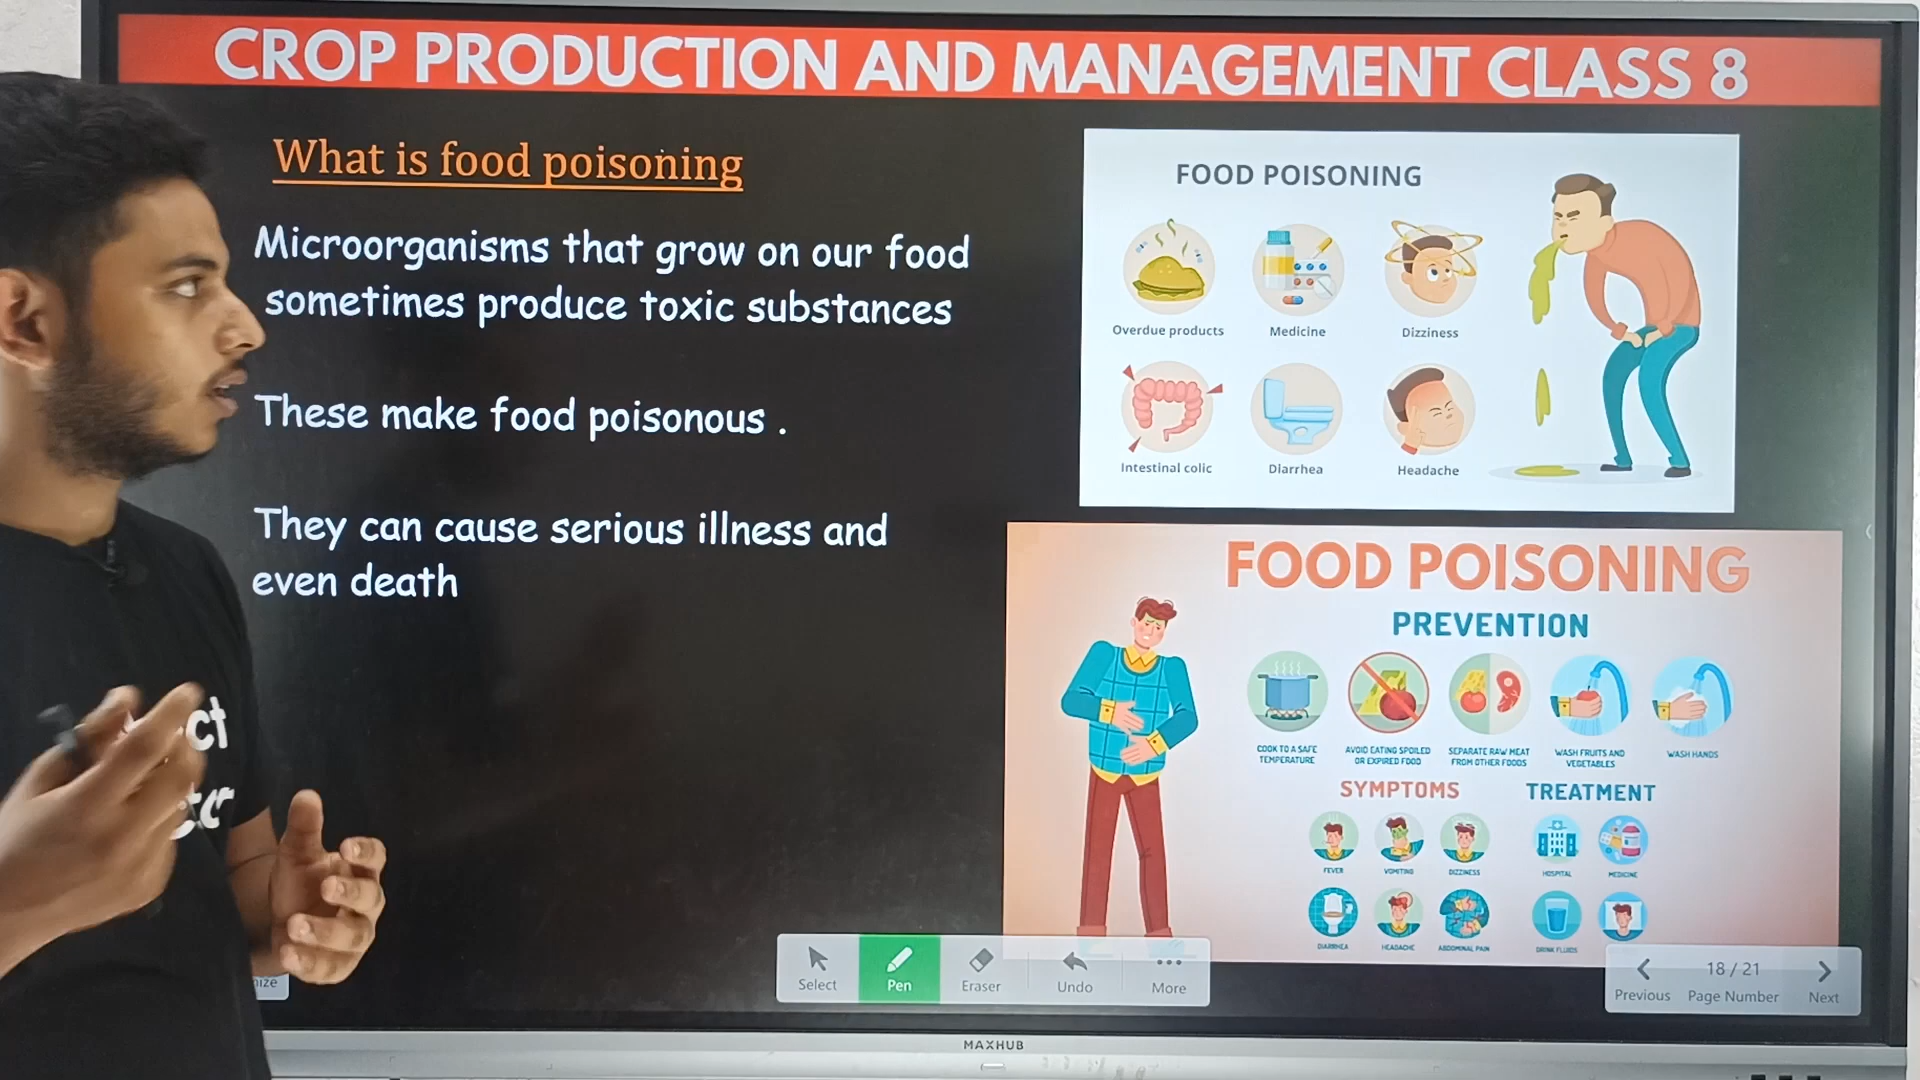 CROP PRODUCTION AND MANAGEMENT CLASS 8
What is food poisoning
Microorganisms that grow on our food
sometimes produce toxic substances
These make food poisonous .
They can cause serious illness and
even death
FOOD POISONING
Overdue products
Medicine
Dizziness
Intestinal colic
Diarrhea
Headache
FOOD POISONING
PREVENTION
COOK TO A SAFE
TEMPERATURE
AVOID EATING SPOILED
OR EXPIRED FOOD
SEPARATE RAW MEAT
FROM OTHER FOODS
WASH FRUITS AND
VEGETABLES
WASH HANDS
SYMPTOMS
TREATMENT
FEVER
VOMITING
DIZZINESS
HOSPITAL
MEDICINE
DIARRHEA
HEADACHE
ABDOMINAL PAIN
DRINK FLUIDS
Select
Pen
Eraser
Undo
More
18 / 21
Previous
Page Number
Next
MAXHUB